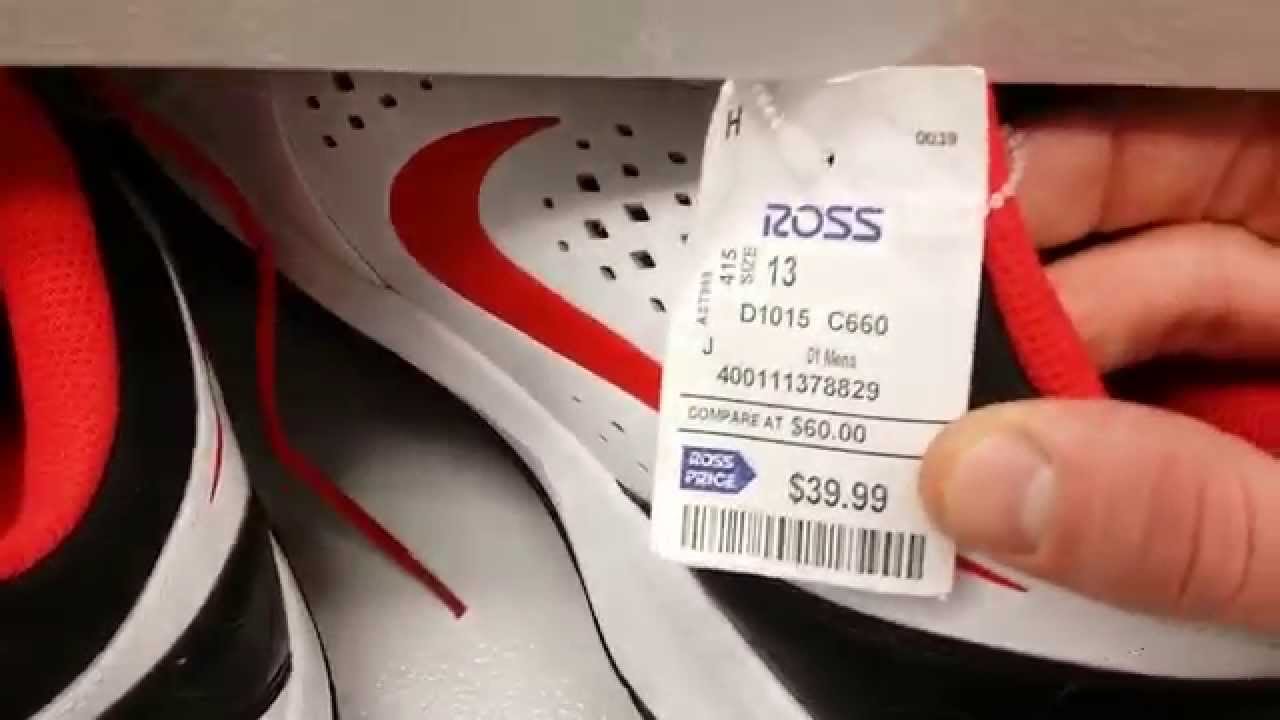 H 0039
ROSS
415
SIZE
13
D1015 C660
J D1 Mens
400111378829
COMPARE AT $60.00
ROSS
PRICE
$39.99